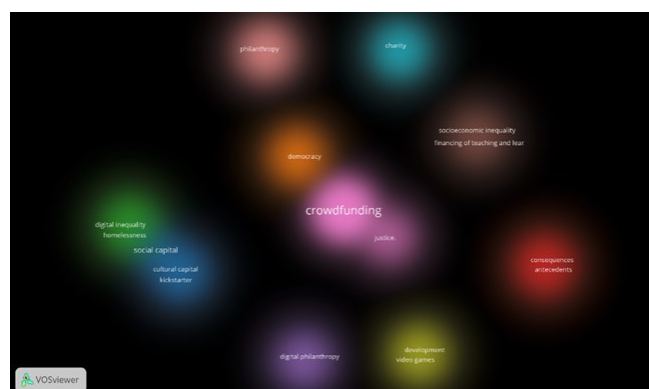 philanthropy
charity
socioeconomic inequality
financing of teaching and lear
democracy
crowdfunding
justice.
digital inequality
homelessness
social capital
cultural capital
kickstarter
consequences
antecedents
digital philanthropy
development
video games
VOSviewer